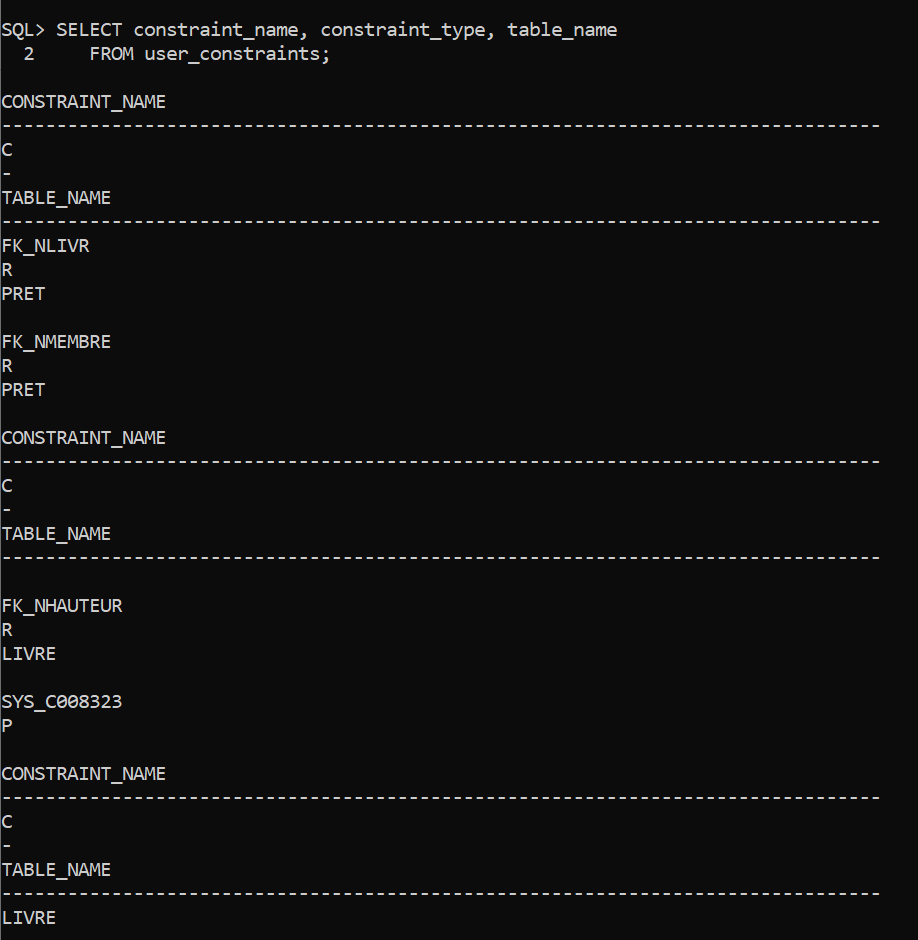 SQL> SELECT constraint_name, constraint_type, table_name
  2     FROM user_constraints;
CONSTRAINT_NAME
--------------------------------------------------------------------------------
C
-
TABLE_NAME
--------------------------------------------------------------------------------
FK_NLIVR
R
PRET
FK_NMEMBRE
R
PRET
CONSTRAINT_NAME
--------------------------------------------------------------------------------
C
-
TABLE_NAME
--------------------------------------------------------------------------------
FK_NHAUTEUR
R
LIVRE
SYS_C008323
P
CONSTRAINT_NAME
--------------------------------------------------------------------------------
C
-
TABLE_NAME
--------------------------------------------------------------------------------
LIVRE